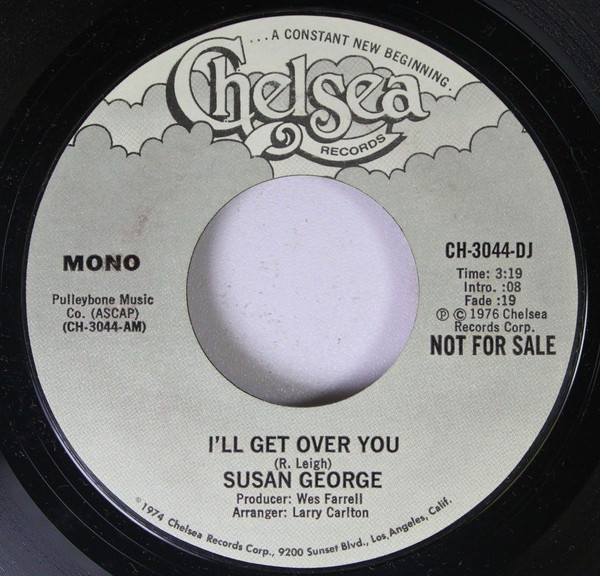 ...A CONSTANT NEW BEGINNING.
Chelsea
RECORDS
MONO
Pulleybone Music
Co. (ASCAP)
(CH-3044-AM)
CH-3044-DJ
Time: 3:19
Intro. :08
Fade :19
Ⓟ © 1976 Chelsea
Records Corp.
NOT FOR SALE
I'LL GET OVER YOU
(R. Leigh)
SUSAN GEORGE
Producer: Wes Farrell
Arranger: Larry Carlton
©1974 Chelsea Records Corp., 9200 Sunset Blvd., Los Angeles, Calif.